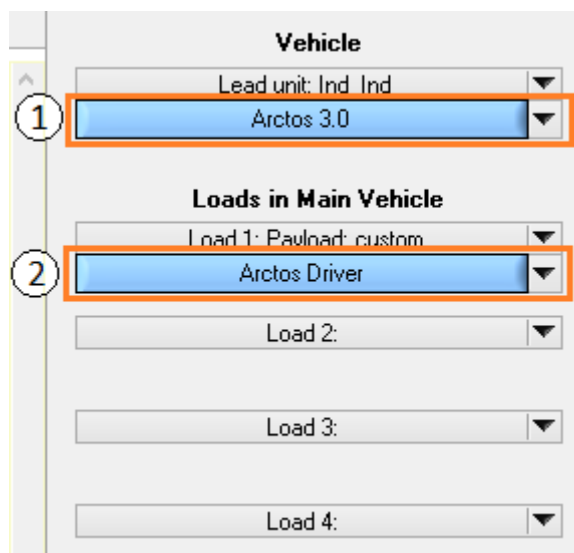 Vehicle
Lead unit: Ind_Ind
1
Arctos 3.0
Loads in Main Vehicle
Load 1: Payload: custom
2
Arctos Driver
Load 2:
Load 3:
Load 4: